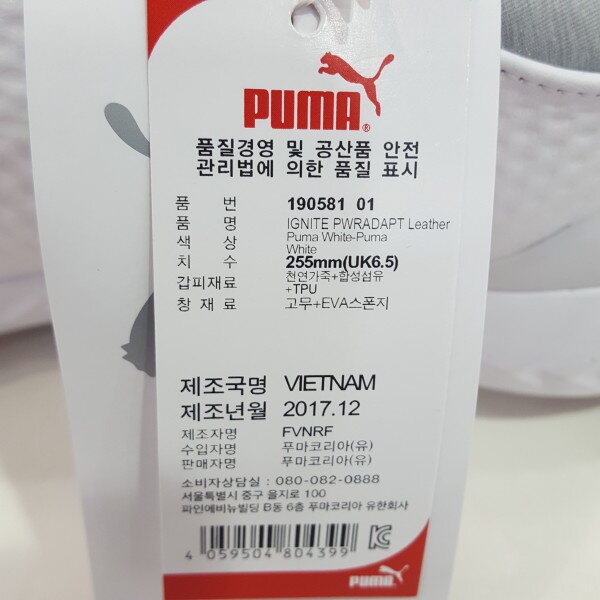 PUMA
품질경영 및 공산품 안전
관리법에 의한 품질 표시
품 번 190581 01
품 명 IGNITE PWRADAPT Leather
색 상 Puma White-Puma White
치 수 255mm(UK6.5)
갑피재료 천연가죽+합성섬유 +TPU
창 재료 고무+EVA스폰지
제조국명 VIETNAM
제조년월 2017.12
제조자명 FVNRF
수입자명 푸마코리아(유)
판매자명 푸마코리아(유)
소비자상담실 : 080-082-0888
서울특별시 중구 을지로 100
파인에비뉴빌딩 B동 6층 푸마코리아 유한회사
4 059504 804399
PUMA